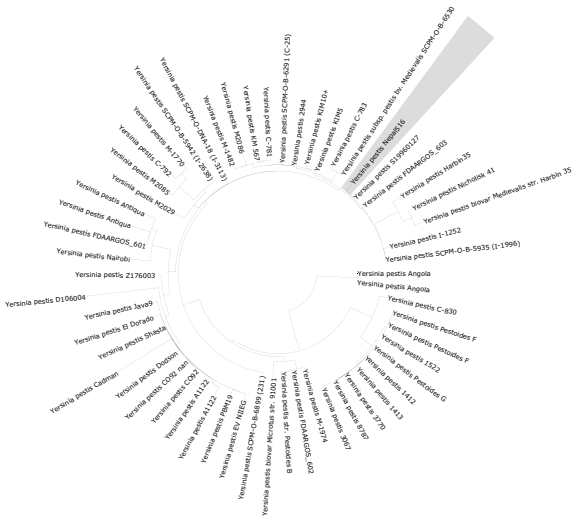 Yersinia pestis subsp. pestis bv. Medievalis SCPM-O-B-6530
Yersinia pestis Nepal516
Yersinia pestis S19960127
Yersinia pestis FDAARGOS_603
Yersinia pestis Harbin35
Yersinia pestis Nicholisk 41
Yersinia pestis biovar Medievalis str. Harbin 35
Yersinia pestis I-1252
Yersinia pestis SCPM-O-B-5935 (I-1996)
Yersinia pestis Angola
Yersinia pestis Angola
Yersinia pestis C-830
Yersinia pestis Pestoides F
Yersinia pestis Pestoides F
Yersinia pestis 1522
Yersinia pestis Pestoides G
Yersinia pestis 1412
Yersinia pestis 1413
Yersinia pestis 3770
Yersinia pestis 8787
Yersinia pestis 3067
Yersinia pestis M-1974
Yersinia pestis FDAARGOS_602
Yersinia pestis str. Pestoides B
Yersinia pestis biovar Microtus str. 91001
Yersinia pestis SCPM-O-B-6899 (231)
Yersinia pestis EV NIIEG
Yersinia pestis PBM19
Yersinia pestis A1122
Yersinia pestis A1122
Yersinia pestis CO92
Yersinia pestis CO92_nan
Yersinia pestis Dodson
Yersinia pestis Cadman
Yersinia pestis Shasta
Yersinia pestis El Dorado
Yersinia pestis Java9
Yersinia pestis D106004
Yersinia pestis Z176003
Yersinia pestis Nairobi
Yersinia pestis FDAARGOS_601
Yersinia pestis Antiqua
Yersinia pestis Antiqua
Yersinia pestis M2029
Yersinia pestis M2085
Yersinia pestis C-792
Yersinia pestis M-1770
Yersinia pestis SCPM-O-B-5942 (I-2638)
Yersinia pestis SCPM-O-DNA-18 (I-3113)
Yersinia pestis M-1482
Yersinia pestis M2086
Yersinia pestis KM 567
Yersinia pestis C-781
Yersinia pestis SCPM-O-B-6291 (C-25)
Yersinia pestis 2944
Yersinia pestis KIM10+
Yersinia pestis KIM5
Yersinia pestis C-783